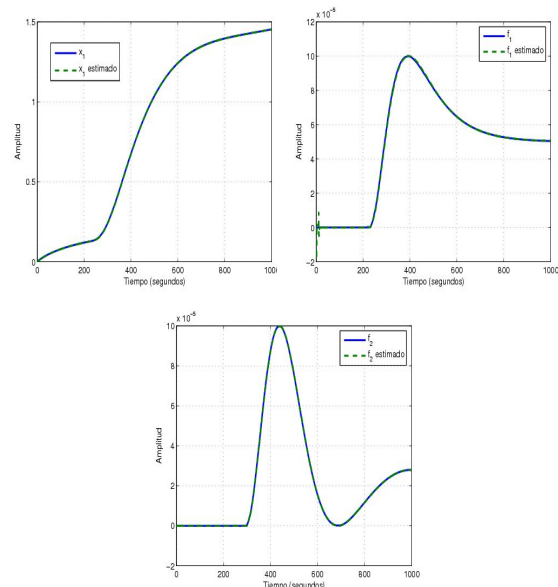 1.5
1
0.5
0
0 200 400 600 800 1000
Amplitud
Tiempo (segundos)
x1
x1 estimado
x 10-5
12
10
8
6
4
2
0
−2
0 200 400 600 800 1000
Amplitud
Tiempo (segundos)
f1
f1 estimado
x 10-5
10
8
6
4
2
0
−2
0 200 400 600 800 1000
Amplitud
Tiempo (segundos)
f2
f2 estimado